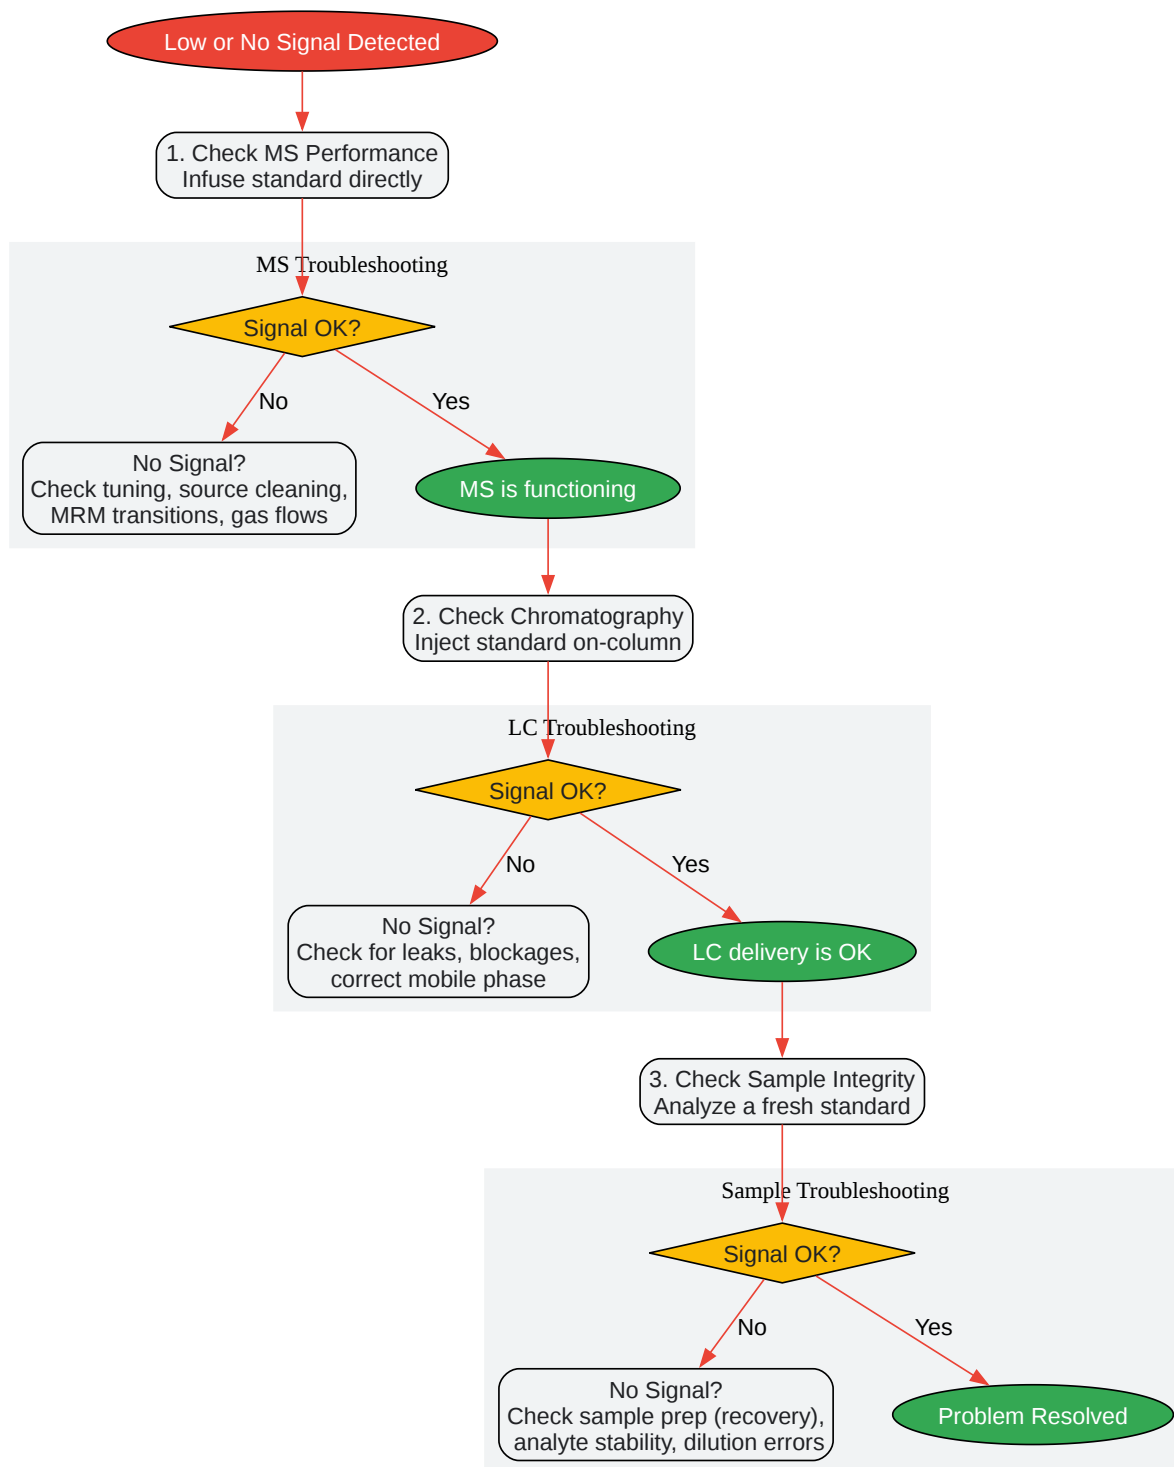 Low or No Signal Detected
1. Check MS Performance
Infuse standard directly
MS Troubleshooting
Signal OK?
No
Yes
No Signal?
Check tuning, source cleaning,
MRM transitions, gas flows
MS is functioning
2. Check Chromatography
Inject standard on-column
LC Troubleshooting
Signal OK?
No
Yes
No Signal?
Check for leaks, blockages,
correct mobile phase
LC delivery is OK
3. Check Sample Integrity
Analyze a fresh standard
Sample Troubleshooting
Signal OK?
No
Yes
No Signal?
Check sample prep (recovery),
analyte stability, dilution errors
Problem Resolved